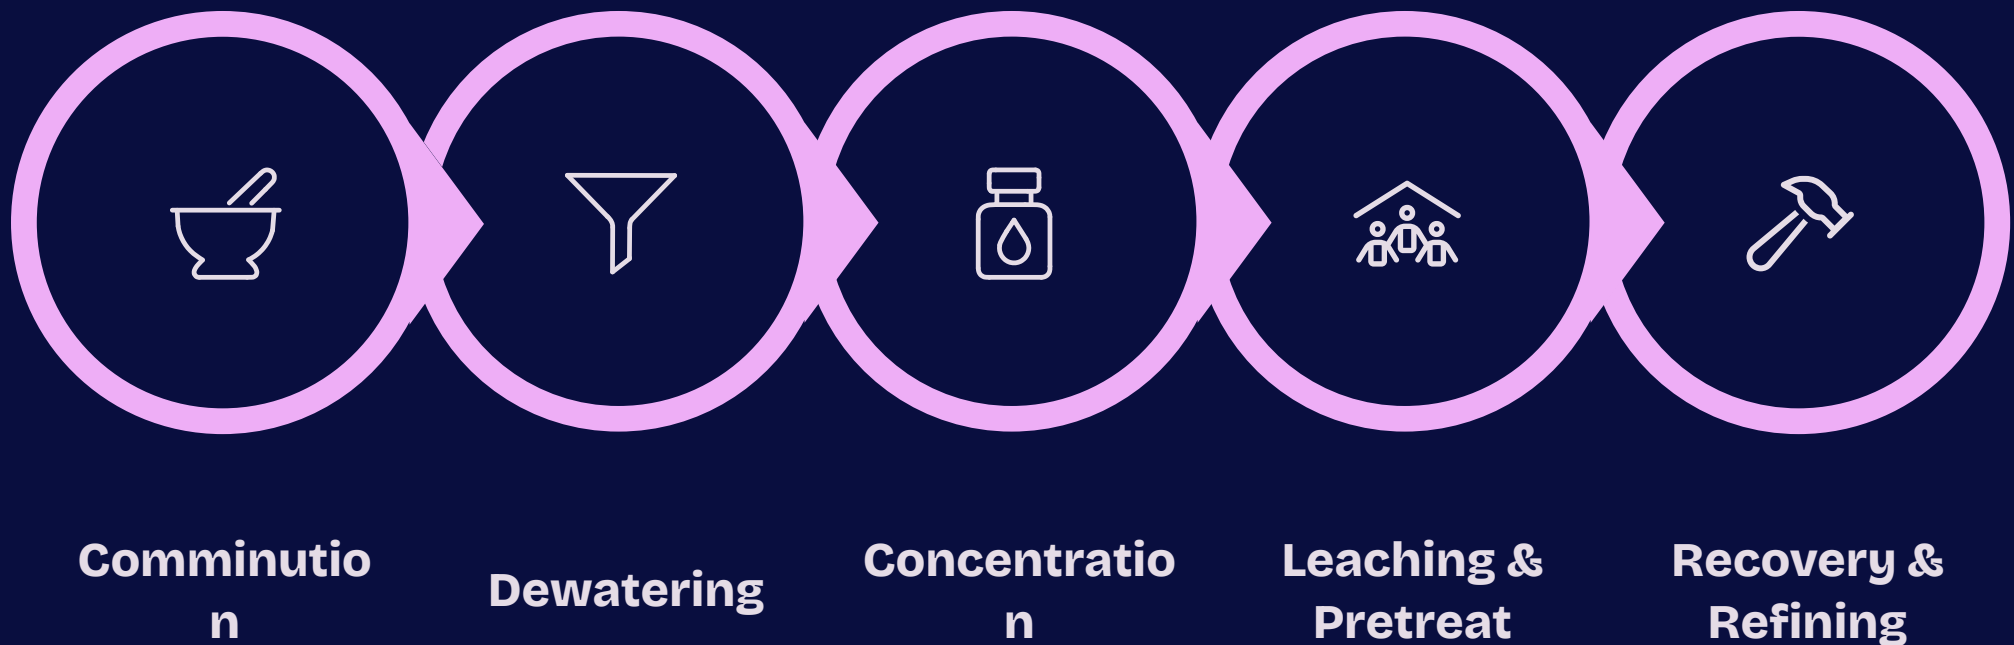 Comminutio
n
Dewatering
Concentratio
n
Leaching &
Pretreat
Recovery &
Refining